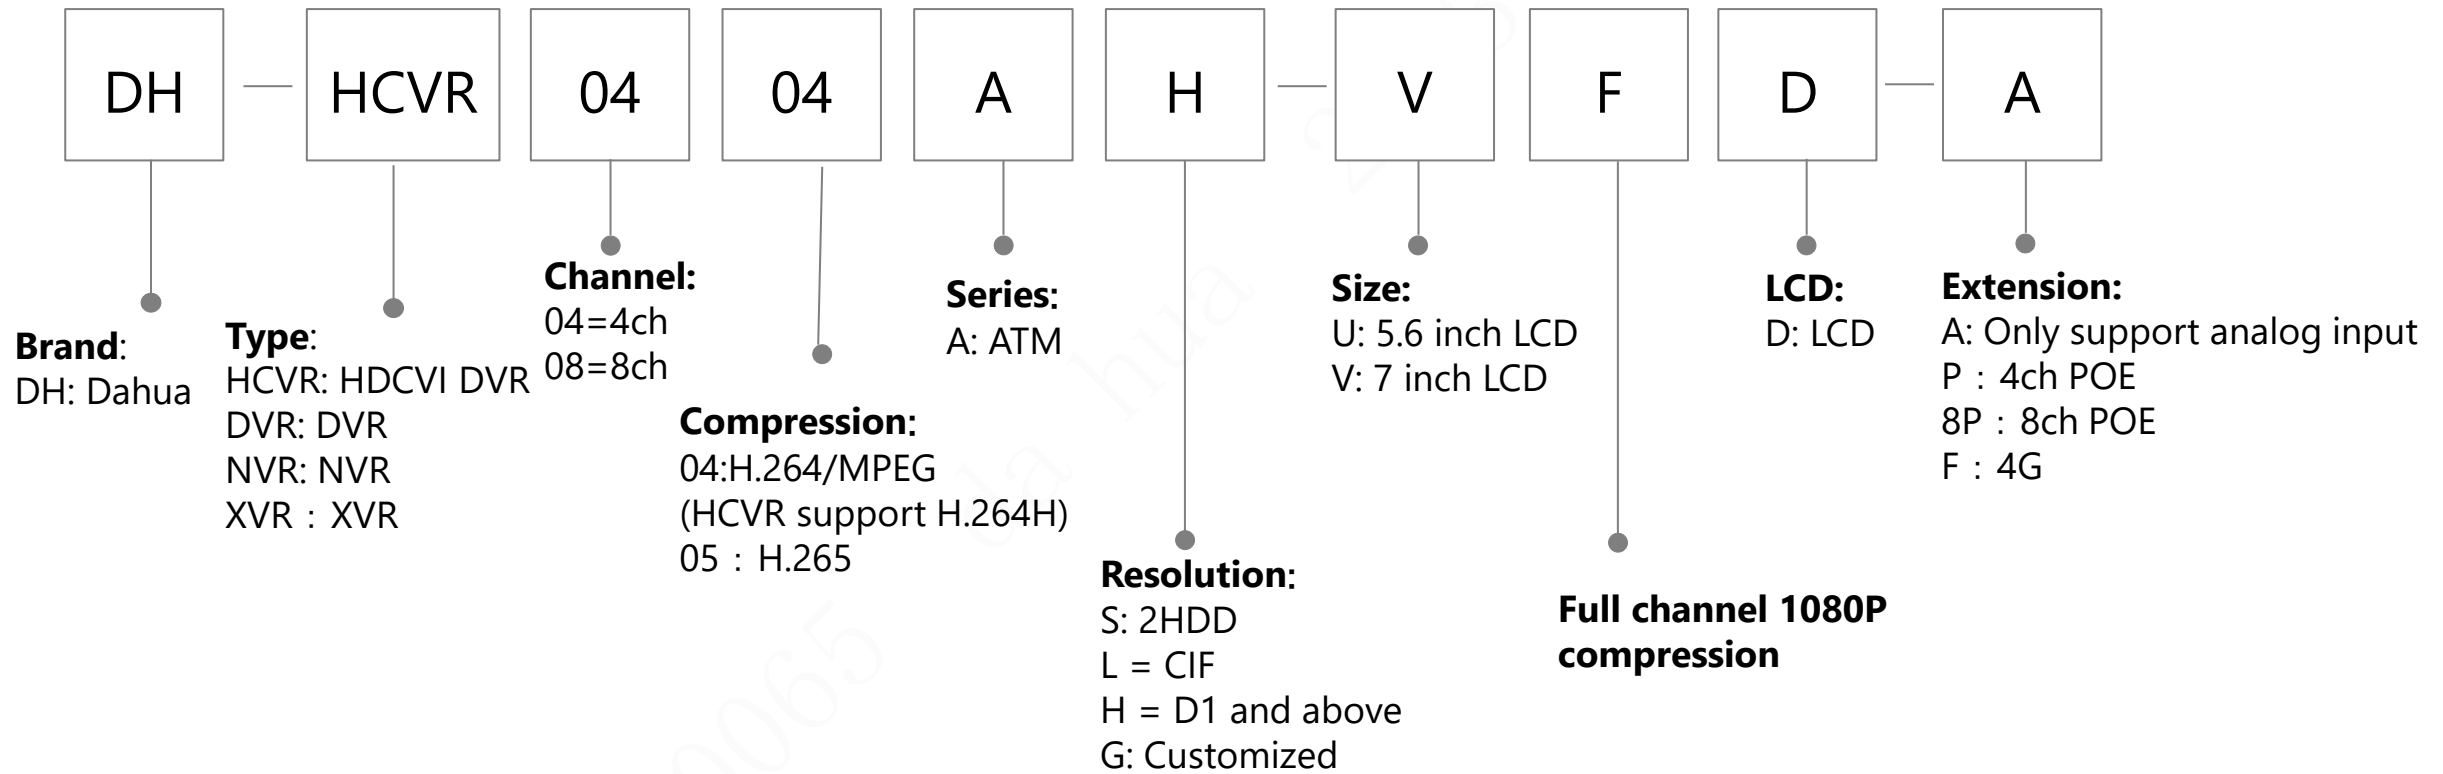 DH — HCVR 04 04 A H — V F D — A
Brand:
DH: Dahua
Type:
HCVR: HDCVI DVR
DVR: DVR
NVR: NVR
XVR：XVR
Channel:
04=4ch
08=8ch
Compression:
04:H.264/MPEG
(HCVR support H.264H)
05：H.265
Series:
A: ATM
Resolution:
S: 2HDD
L = CIF
H = D1 and above
G: Customized
Size:
U: 5.6 inch LCD
V: 7 inch LCD
Full channel 1080P
compression
LCD:
D: LCD
Extension:
A: Only support analog input
P：4ch POE
8P：8ch POE
F：4G